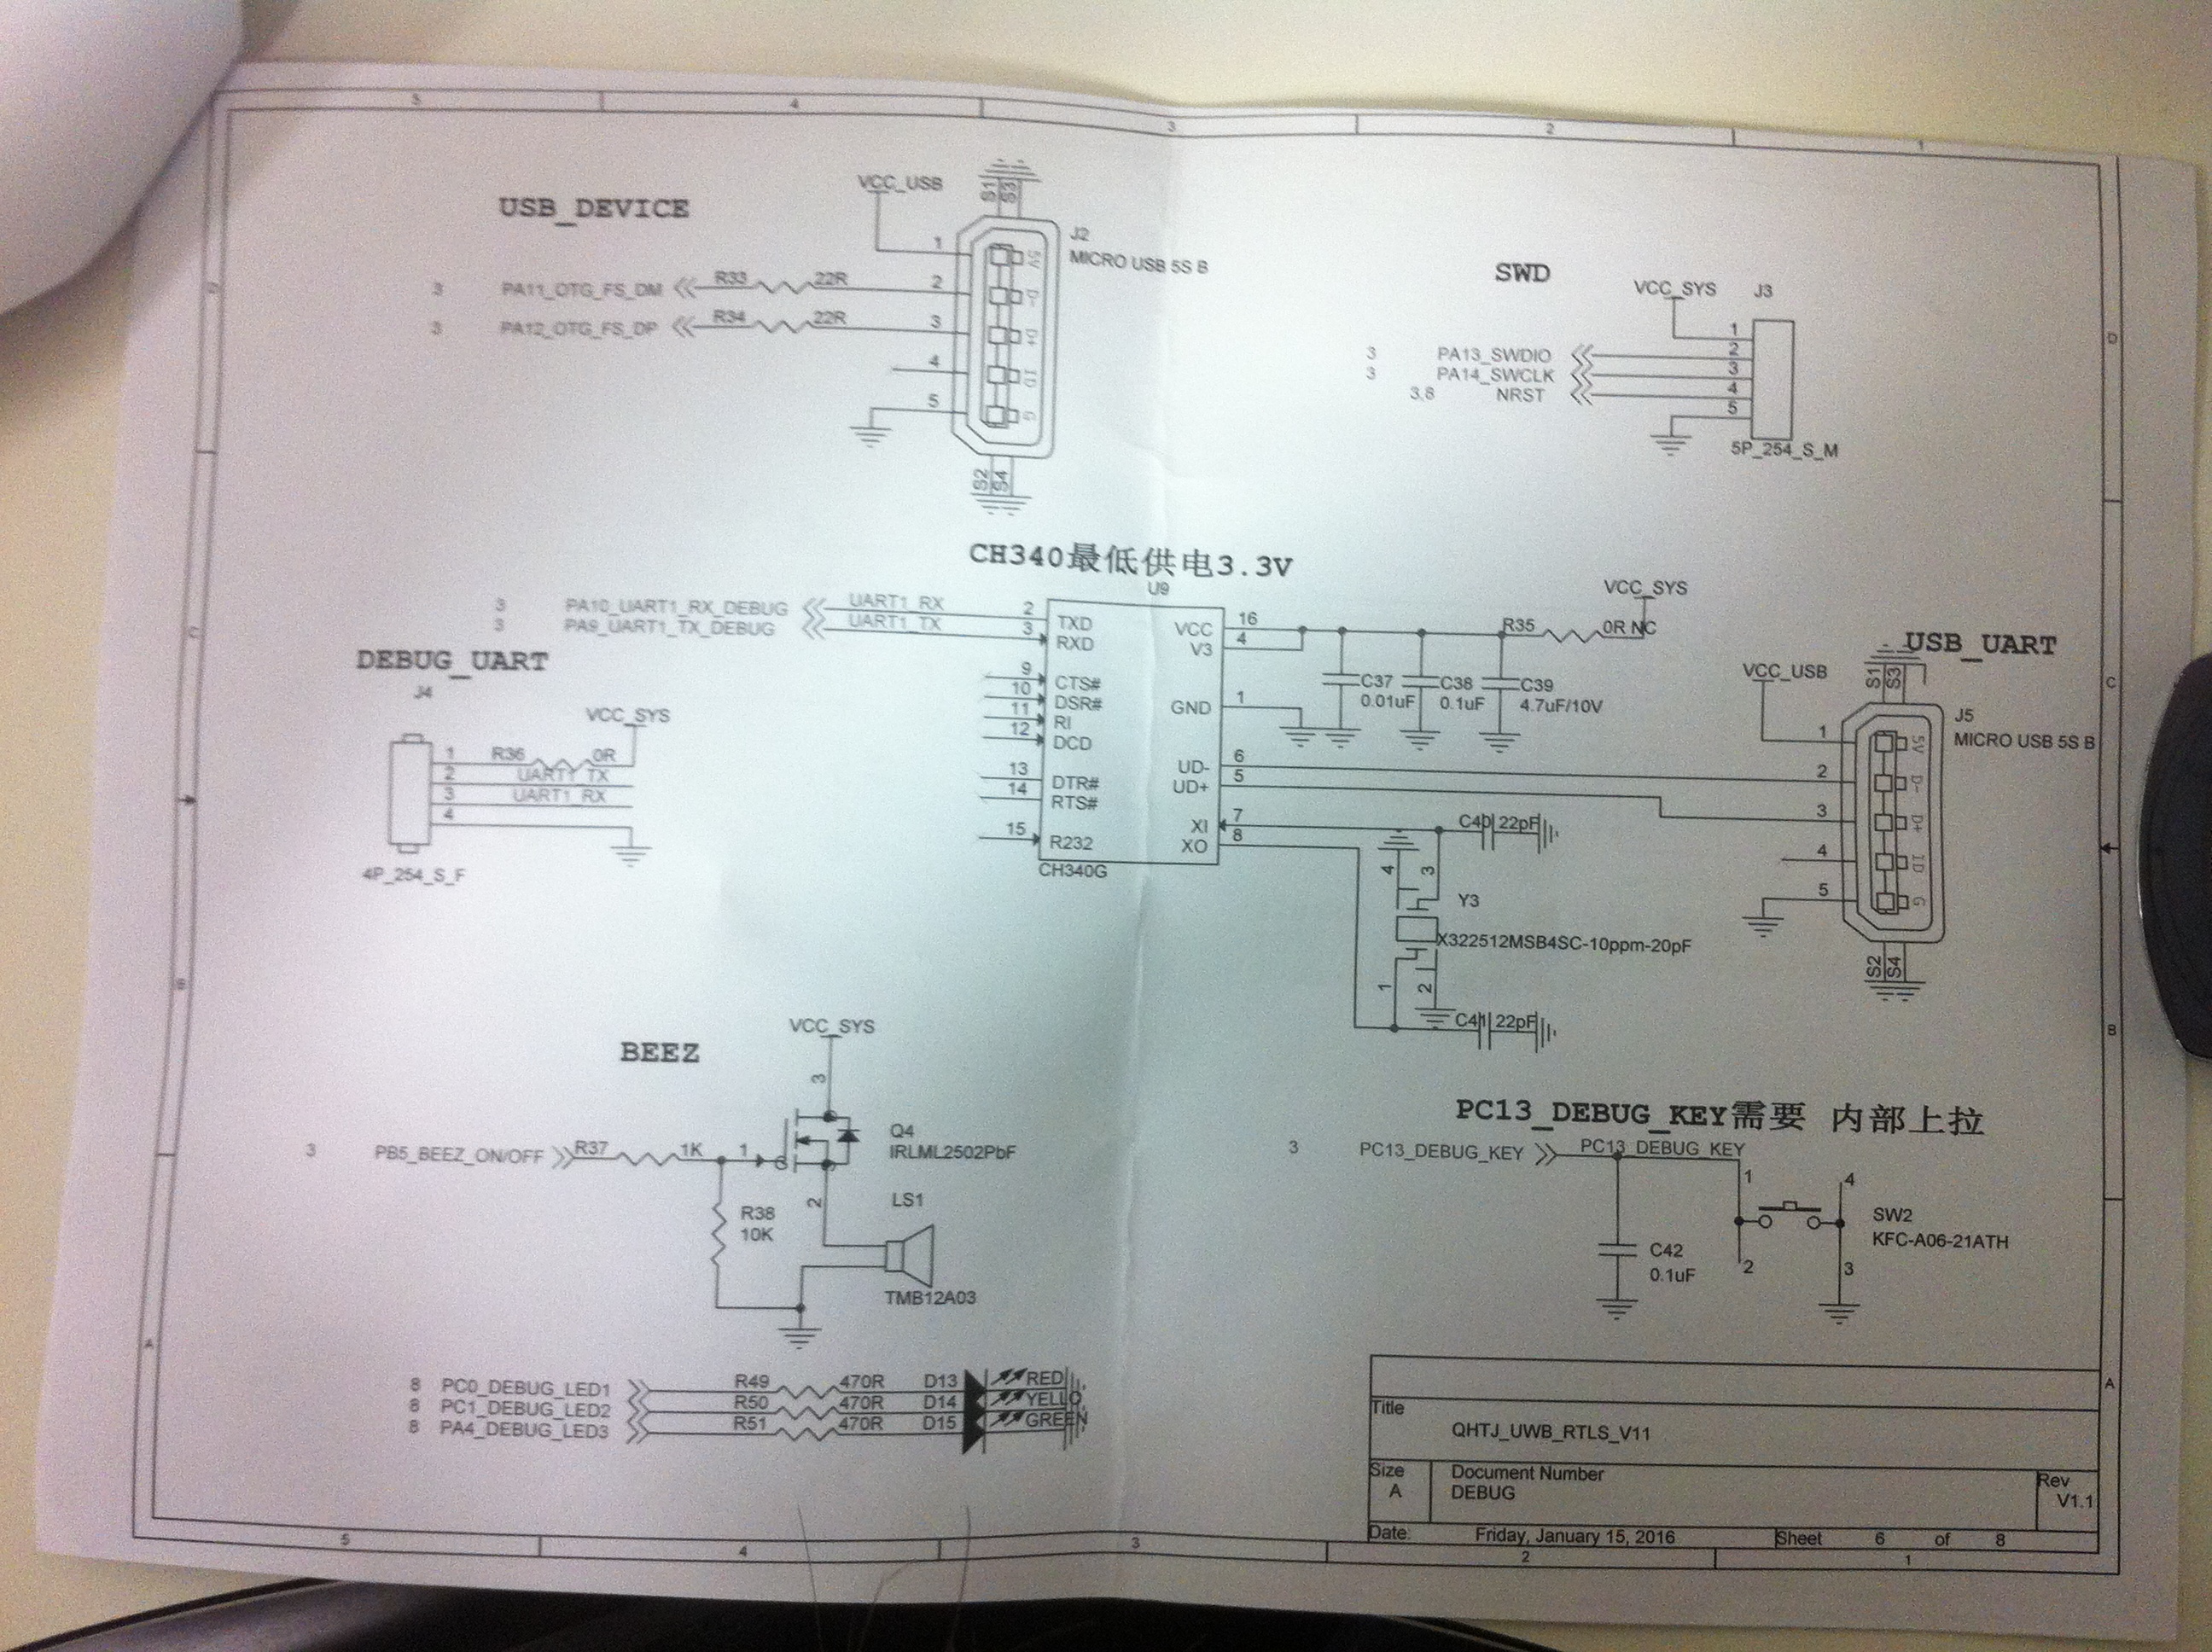 5 4 3 2 1
USB_DEVICE
VCC_USB
S1 S3
J2
MICRO USB 5S B
1 5V
3 PA11_OTG_FS_DM R33 22R 2 D-
3 PA12_OTG_FS_DP R34 22R 3 D+
4 ID
5 G
S2 S4
SWD
VCC_SYS J3
1
3 PA13_SWDIO 2
3 PA14_SWCLK 3
3,8 NRST 4
5
5P_254_S_M
D
D
CH340最低供电3.3V
U9
3 PA10_UART1_RX_DEBUG UART1_RX 2 TXD
3 PA9_UART1_TX_DEBUG UART1_TX 3 RXD
9 CTS#
10 DSR#
11 RI
12 DCD
13 DTR#
14 RTS#
15 R232
CH340G
VCC 16
V3 4
GND 1
UD- 6
UD+ 5
XI 7
XO 8
VCC_SYS
R35 0R NC
C37
0.01uF
C38
0.1uF
C39
4.7uF/10V
C40 22pF
4 3
Y3
X322512MSB4SC-10ppm-20pF
1 2
C41 22pF
USB_UART
VCC_USB
S1 S3
J5
MICRO USB 5S B
1 5V
2 D-
3 D+
4 ID
5 G
S2 S4
C
C
DEBUG_UART
J4
VCC_SYS
1 R36 0R
2 UART1_TX
3 UART1_RX
4
4P_254_S_F
B
B
BEEZ
VCC_SYS
3
Q4
IRLML2502PbF
3 PB5_BEEZ_ON/OFF R37 1K 1
2
R38
10K
LS1
TMB12A03
PC13_DEBUG_KEY需要 内部上拉
3 PC13_DEBUG_KEY PC13_DEBUG_KEY
1 4
SW2
KFC-A06-21ATH
2 3
C42
0.1uF
8 PC0_DEBUG_LED1 R49 470R D13 RED
8 PC1_DEBUG_LED2 R50 470R D14 YELLO
8 PA4_DEBUG_LED3 R51 470R D15 GREEN
A
A
Title
QHTJ_UWB_RTLS_V11
Size
A
Document Number
DEBUG
Rev
V1.1
Date: Friday, January 15, 2016 Sheet 6 of 8
5 4 3 2 1